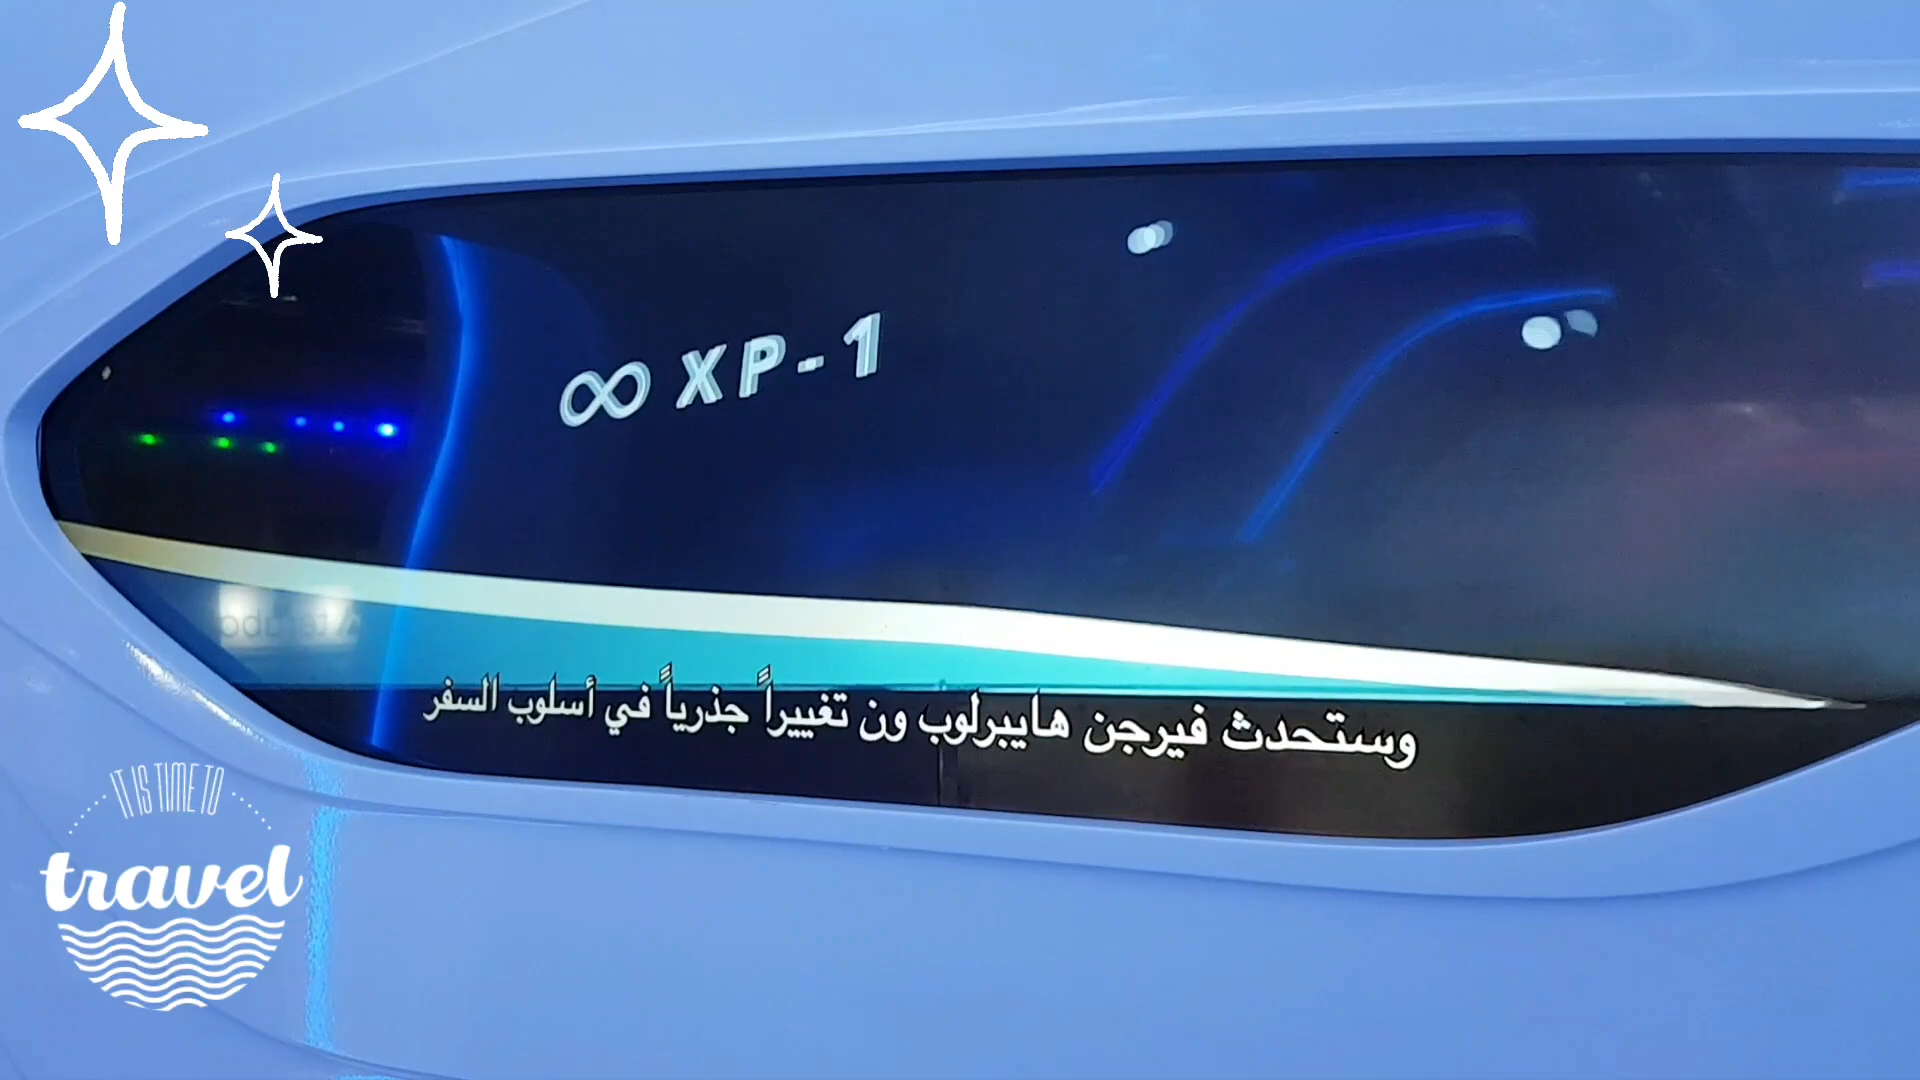 ∞ XP-1
وستحدث فيرجن هايبرلوب ون تغييراً جذرياً في أسلوب السفر
IT IS TIME TO
travel